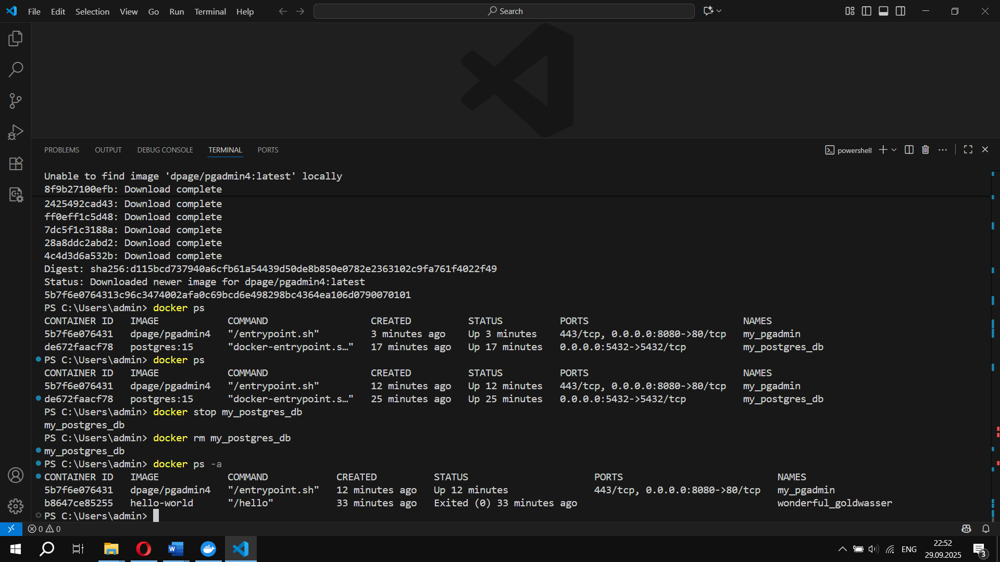 File Edit Selection View Go Run Terminal Help
Search
PROBLEMS OUTPUT DEBUG CONSOLE TERMINAL PORTS
powershell
Unable to find image 'dpage/pgadmin4:latest' locally
8f9b27100efb: Download complete
2425492cad43: Download complete
ff0eff1c5d48: Download complete
7dc5f1c3188a: Download complete
28a8ddc2abd2: Download complete
4c4d3d6a532b: Download complete
Digest: sha256:d115bcd737940a6cfb61a54439d50de8b850e0782e2363102c9fa761f4022f49
Status: Downloaded newer image for dpage/pgadmin4:latest
5b7f6e0764313c96c3474002afa0c69bcd6e498298bc4364ea106d0790070101
PS C:\Users\admin> docker ps
CONTAINER ID IMAGE COMMAND CREATED STATUS PORTS NAMES
5b7f6e076431 dpage/pgadmin4 "/entrypoint.sh" 3 minutes ago Up 3 minutes 443/tcp, 0.0.0.0:8080->80/tcp my_pgadmin
de672faacf78 postgres:15 "docker-entrypoint.s…" 17 minutes ago Up 17 minutes 0.0.0.0:5432->5432/tcp my_postgres_db
PS C:\Users\admin> docker ps
CONTAINER ID IMAGE COMMAND CREATED STATUS PORTS NAMES
5b7f6e076431 dpage/pgadmin4 "/entrypoint.sh" 12 minutes ago Up 12 minutes 443/tcp, 0.0.0.0:8080->80/tcp my_pgadmin
de672faacf78 postgres:15 "docker-entrypoint.s…" 25 minutes ago Up 25 minutes 0.0.0.0:5432->5432/tcp my_postgres_db
PS C:\Users\admin> docker stop my_postgres_db
my_postgres_db
PS C:\Users\admin> docker rm my_postgres_db
my_postgres_db
PS C:\Users\admin> docker ps -a
CONTAINER ID IMAGE COMMAND CREATED STATUS PORTS NAMES
5b7f6e076431 dpage/pgadmin4 "/entrypoint.sh" 12 minutes ago Up 12 minutes 443/tcp, 0.0.0.0:8080->80/tcp my_pgadmin
b8647ce85255 hello-world "/hello" 33 minutes ago Exited (0) 33 minutes ago wonderful_goldwasser
PS C:\Users\admin>
0 0
ENG
22:52
29.09.2025
3